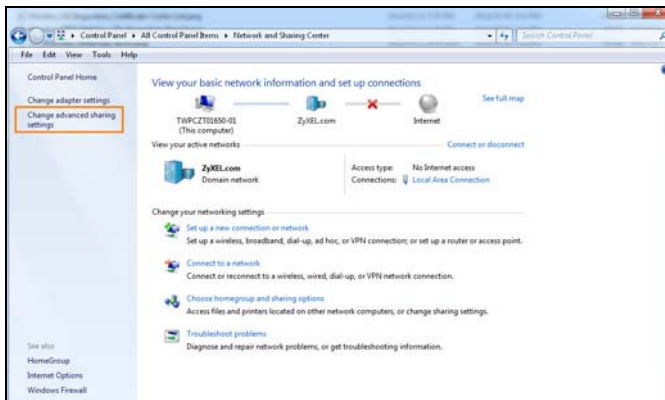 Control Panel ▸ All Control Panel Items ▸ Network and Sharing Center
Search Control Panel
File Edit View Tools Help
Control Panel Home
Change adapter settings
Change advanced sharing
settings
See also
HomeGroup
Internet Options
Windows Firewall
View your basic network information and set up connections
See full map
TWPCZT01650-01
(This computer)
ZyXEL.com
Internet
View your active networks
Connect or disconnect
ZyXEL.com
Domain network
Access type: No Internet access
Connections: Local Area Connection
Change your networking settings
Set up a new connection or network
Set up a wireless, broadband, dial-up, ad hoc, or VPN connection; or set up a router or access point.
Connect to a network
Connect or reconnect to a wireless, wired, dial-up, or VPN network connection.
Choose homegroup and sharing options
Access files and printers located on other network computers, or change sharing settings.
Troubleshoot problems
Diagnose and repair network problems, or get troubleshooting information.